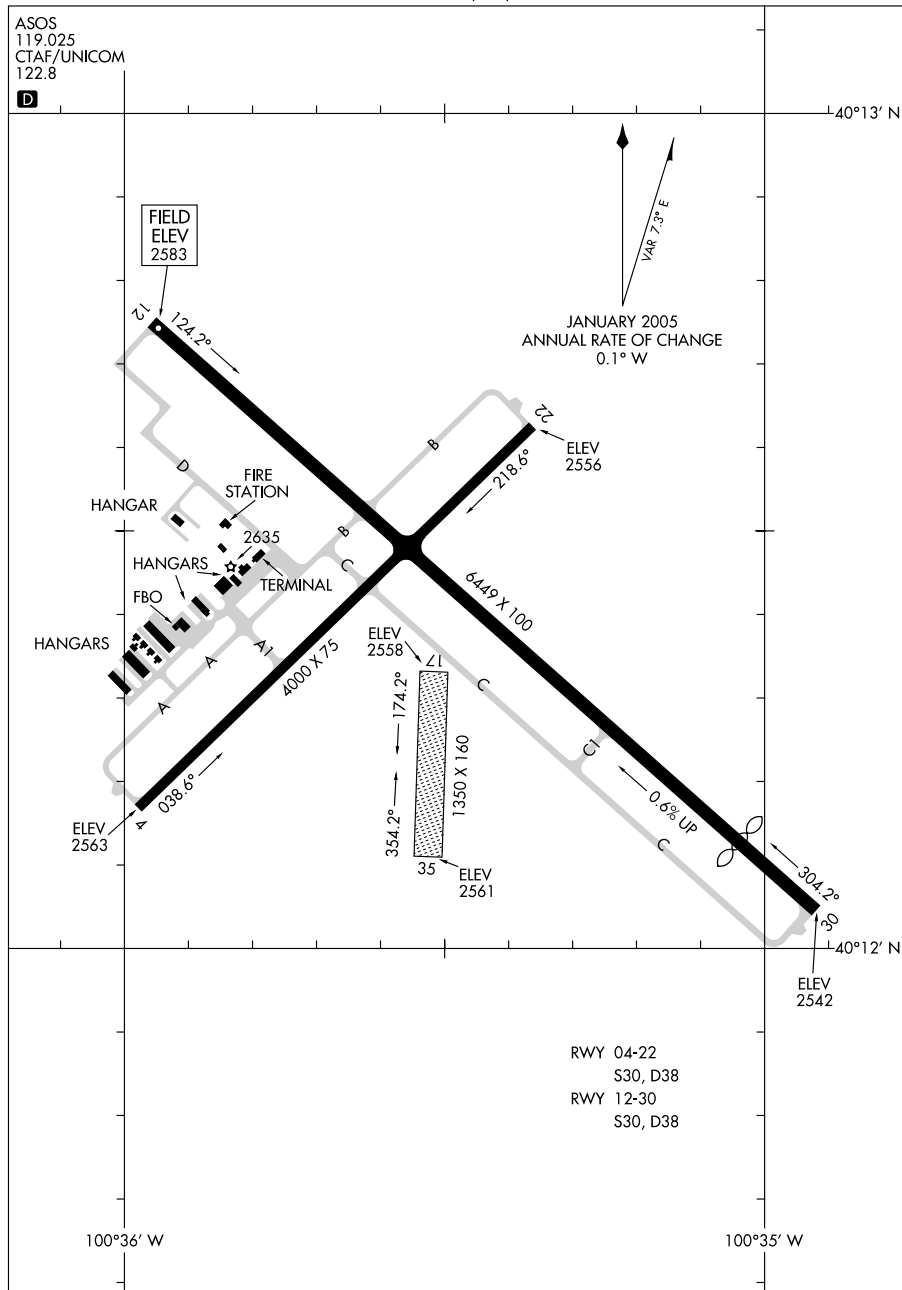 ASOS
119.025
CTAF/UNICOM
122.8
D
40°13' N
FIELD
ELEV
2583
VAR 7.3° E
JANUARY 2005
ANNUAL RATE OF CHANGE
0.1° W
12
124.2°
22
ELEV
2556
218.6°
B
B
D
FIRE
STATION
HANGAR
2635
HANGARS
TERMINAL
FBO
HANGARS
C
6449 X 100
A1
A
A
4000 X 75
ELEV
2558
17
174.2°
C
1350 X 160
354.2°
35
ELEV
2561
C1
0.6% UP
C
038.6°
ELEV
2563
4
304.2°
30
40°12' N
ELEV
2542
RWY 04-22
S30, D38
RWY 12-30
S30, D38
100°36' W
100°35' W